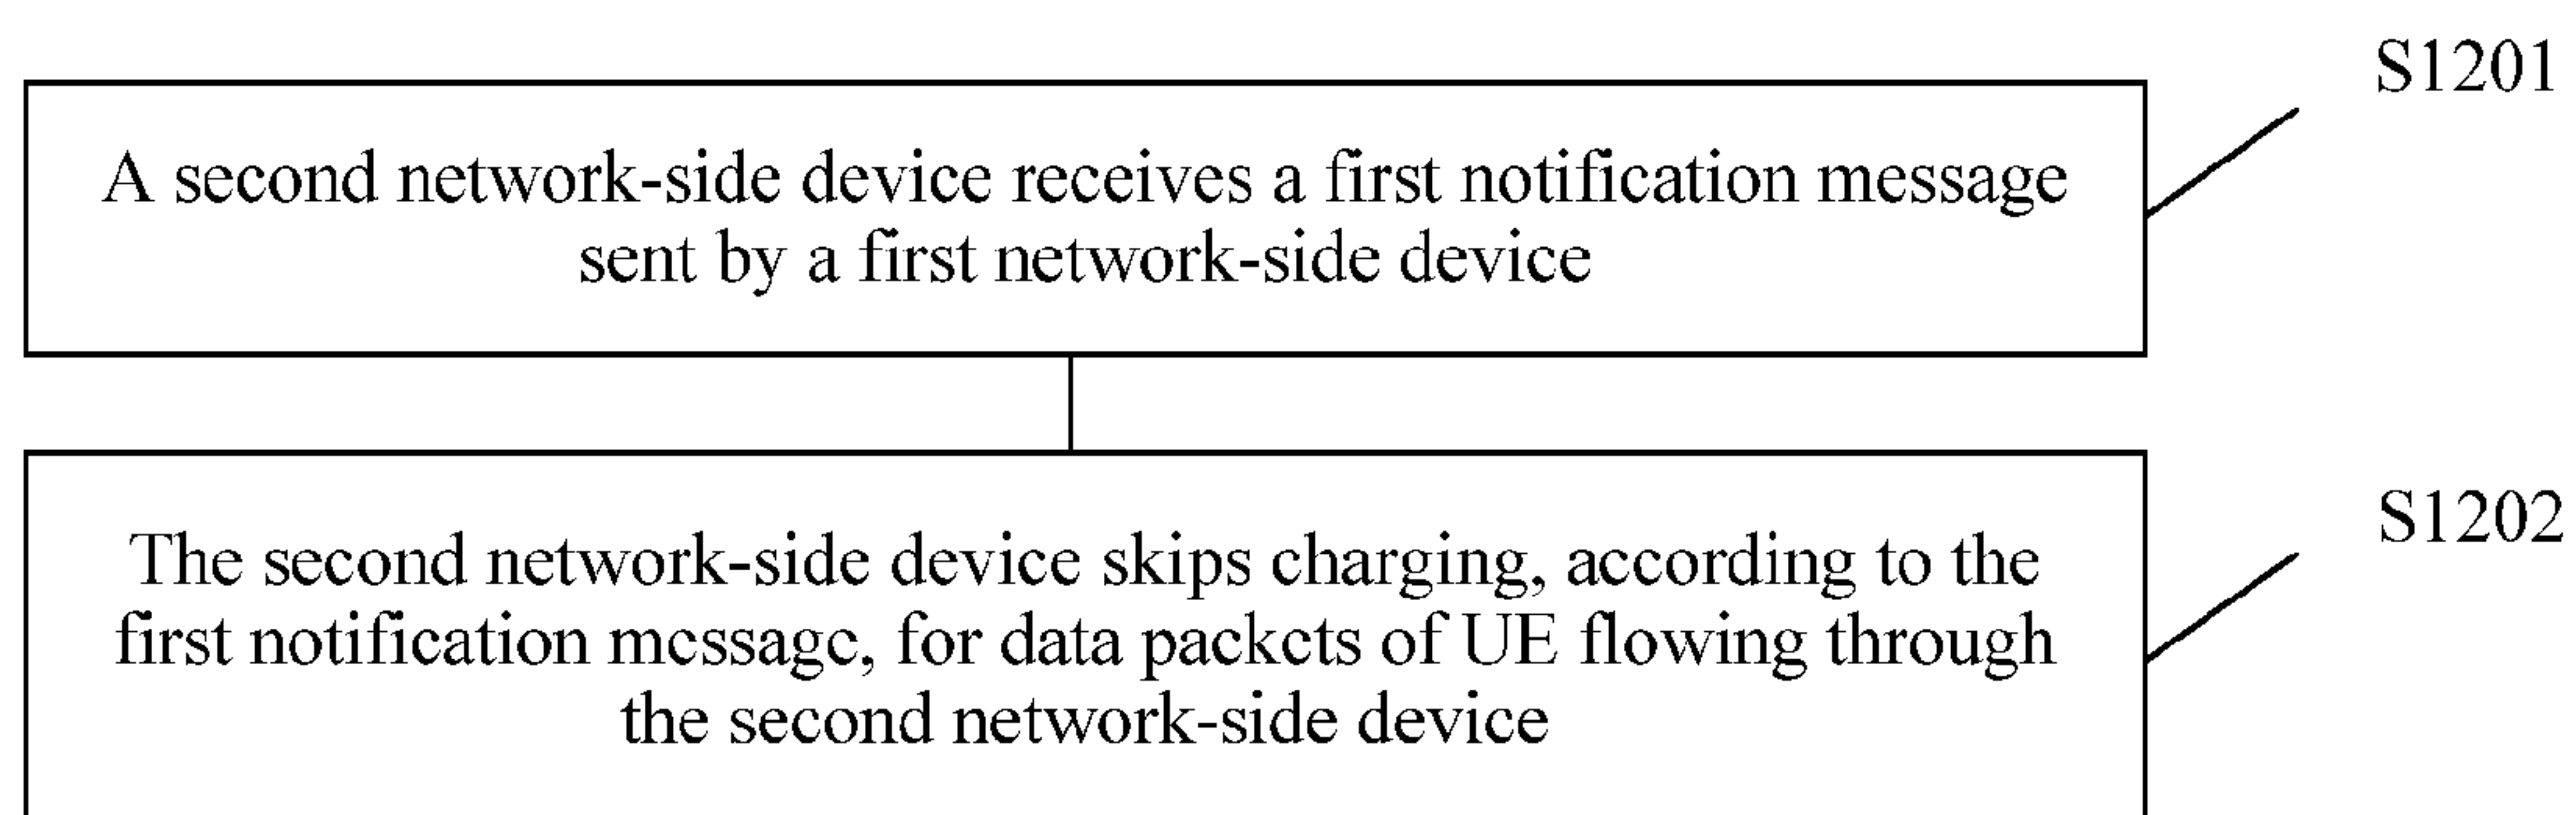 S1201
A second network-side device receives a first notification message
sent by a first network-side device
S1202
The second network-side device skips charging, according to the
first notification message, for data packets of UE flowing through
the second network-side device